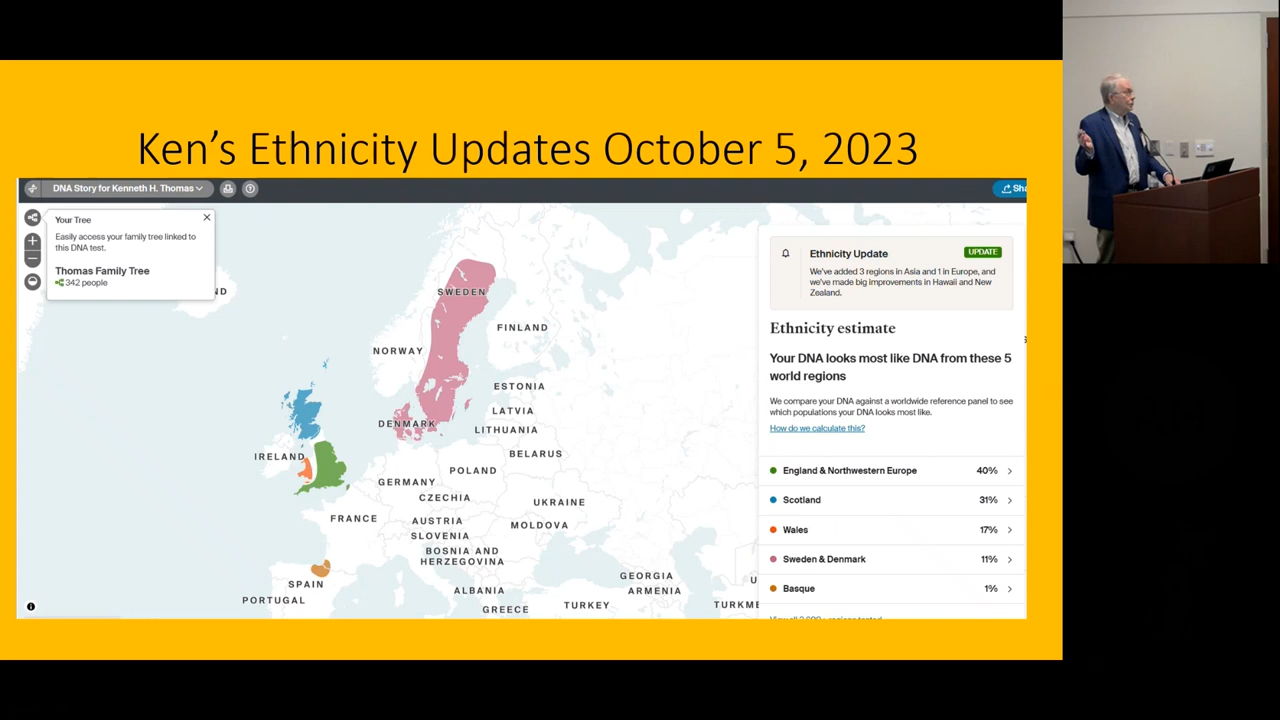 Ken's Ethnicity Updates October 5, 2023
DNA Story for Kenneth H. Thomas
Your Tree
Easily access your family tree linked to
this DNA test.
Thomas Family Tree
342 people
ND
SWEDEN
FINLAND
NORWAY
ESTONIA
LATVIA
DENMARK
LITHUANIA
IRELAND
BELARUS
POLAND
GERMANY
CZECHIA
UKRAINE
FRANCE
AUSTRIA
MOLDOVA
SLOVENIA
BOSNIA AND
HERZEGOVINA
SPAIN
ALBANIA
GEORGIA
ARMENIA
PORTUGAL
GREECE
TURKEY
TURKME
U
Sha
Ethnicity Update
UPDATE
We've added 3 regions in Asia and 1 in Europe, and
we've made big improvements in Hawaii and New
Zealand.
Ethnicity estimate
Your DNA looks most like DNA from these 5
world regions
We compare your DNA against a worldwide reference panel to see
which populations your DNA looks most like.
How do we calculate this?
England & Northwestern Europe 40%
Scotland 31%
Wales 17%
Sweden & Denmark 11%
Basque 1%